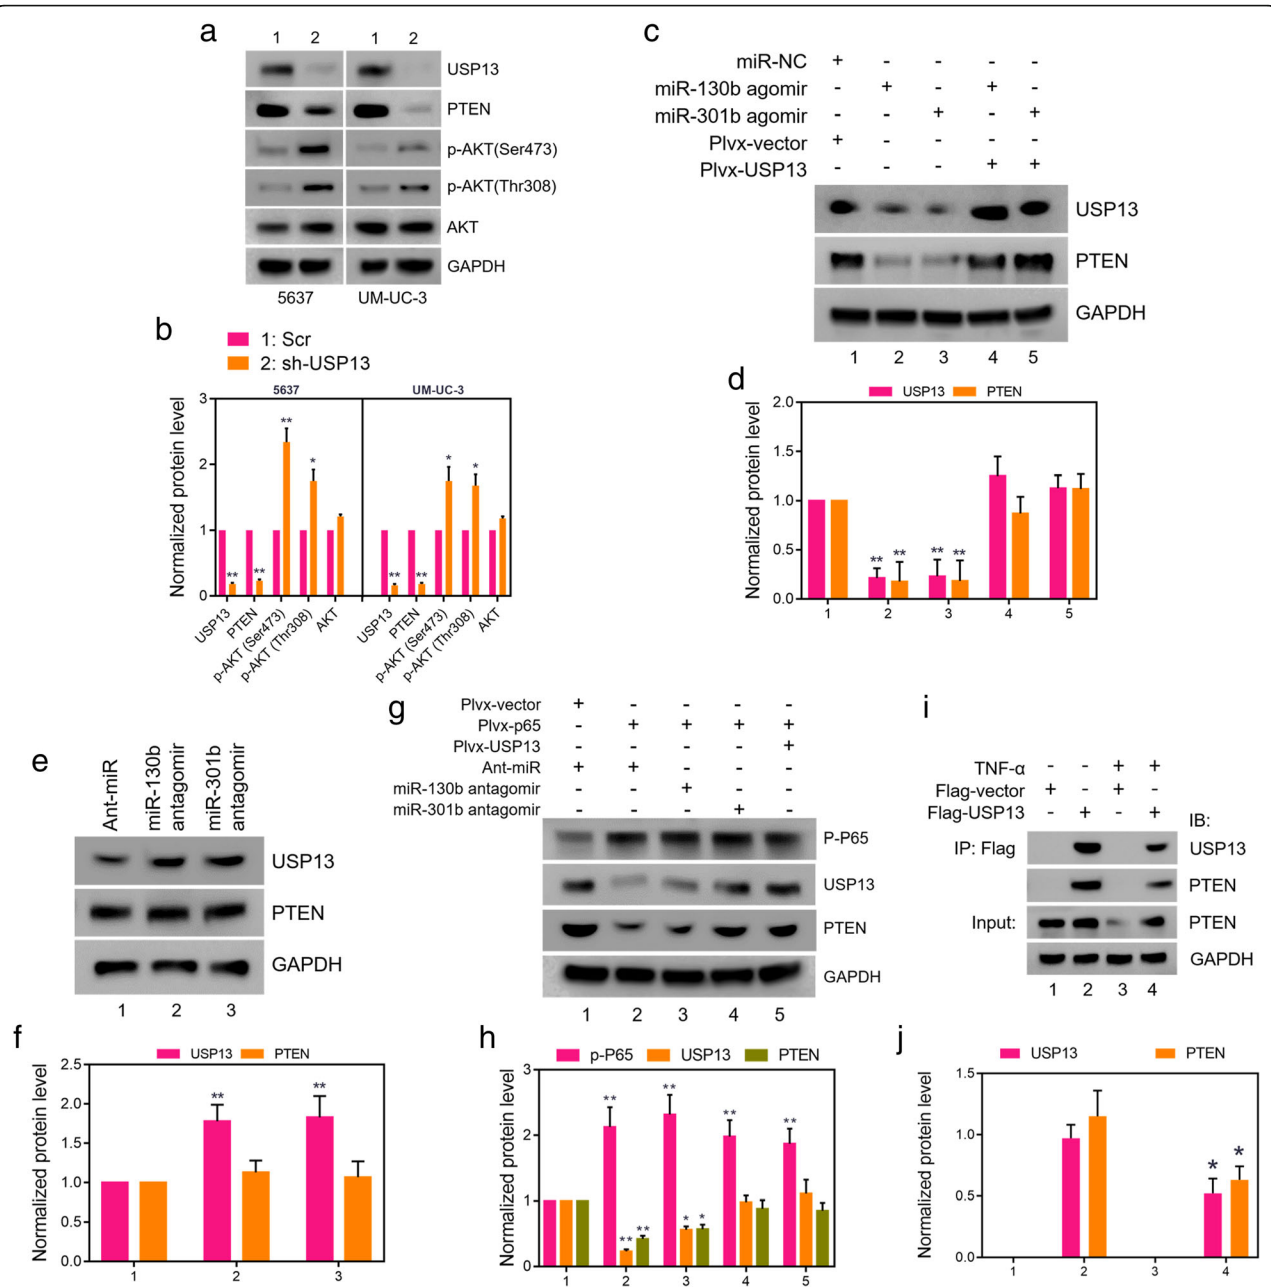 a
1 2 1 2
USP13
PTEN
p-AKT(Ser473)
p-AKT(Thr308)
AKT
GAPDH
5637 UM-UC-3
b
1: Scr
2: sh-USP13
5637 UM-UC-3
Normalized protein level
3
2
1
0
** ** ** * ** ** * *
USP13 PTEN p-AKT (Ser473) p-AKT (Thr308) AKT USP13 PTEN p-AKT (Ser473) p-AKT (Thr308) AKT
c
miR-NC + - - - -
miR-130b agomir - + - + -
miR-301b agomir - - + - +
Plvx-vector + - - - -
Plvx-USP13 - - - + +
USP13
PTEN
GAPDH
1 2 3 4 5
d
USP13 PTEN
Normalized protein level
2.0
1.5
1.0
0.5
0.0
** ** ** **
1 2 3 4 5
e
Ant-miR
miR-130b
antagomir
miR-301b
antagomir
USP13
PTEN
GAPDH
1 2 3
f
USP13 PTEN
Normalized protein level
2.5
2.0
1.5
1.0
0.5
0.0
** **
1 2 3
g
Plvx-vector + - - - -
Plvx-p65 - + + + +
Plvx-USP13 - - - - +
Ant-miR + + - - -
miR-130b antagomir - - + - -
miR-301b antagomir - - - + -
P-P65
USP13
PTEN
GAPDH
1 2 3 4 5
h
p-P65 USP13 PTEN
Normalized protein level
3
2
1
0
** ** ** ** * * ** **
1 2 3 4 5
i
TNF-α - - + +
Flag-vector + - + -
Flag-USP13 - + - +
IB:
IP: Flag USP13
PTEN
Input: PTEN
GAPDH
1 2 3 4
j
USP13 PTEN
Normalized protein level
1.5
1.0
0.5
0.0
* *
1 2 3 4